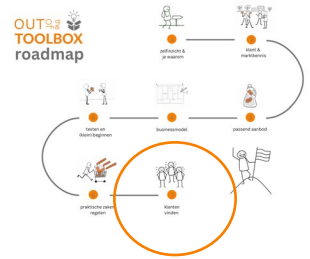 OUT OF THE
TOOLBOX
roadmap
zelfinzicht &
je waarom
klant &
marktkennis
testen en
(klein) beginnen
businessmodel
passend aanbod
praktische zaken
regelen
klanten
vinden